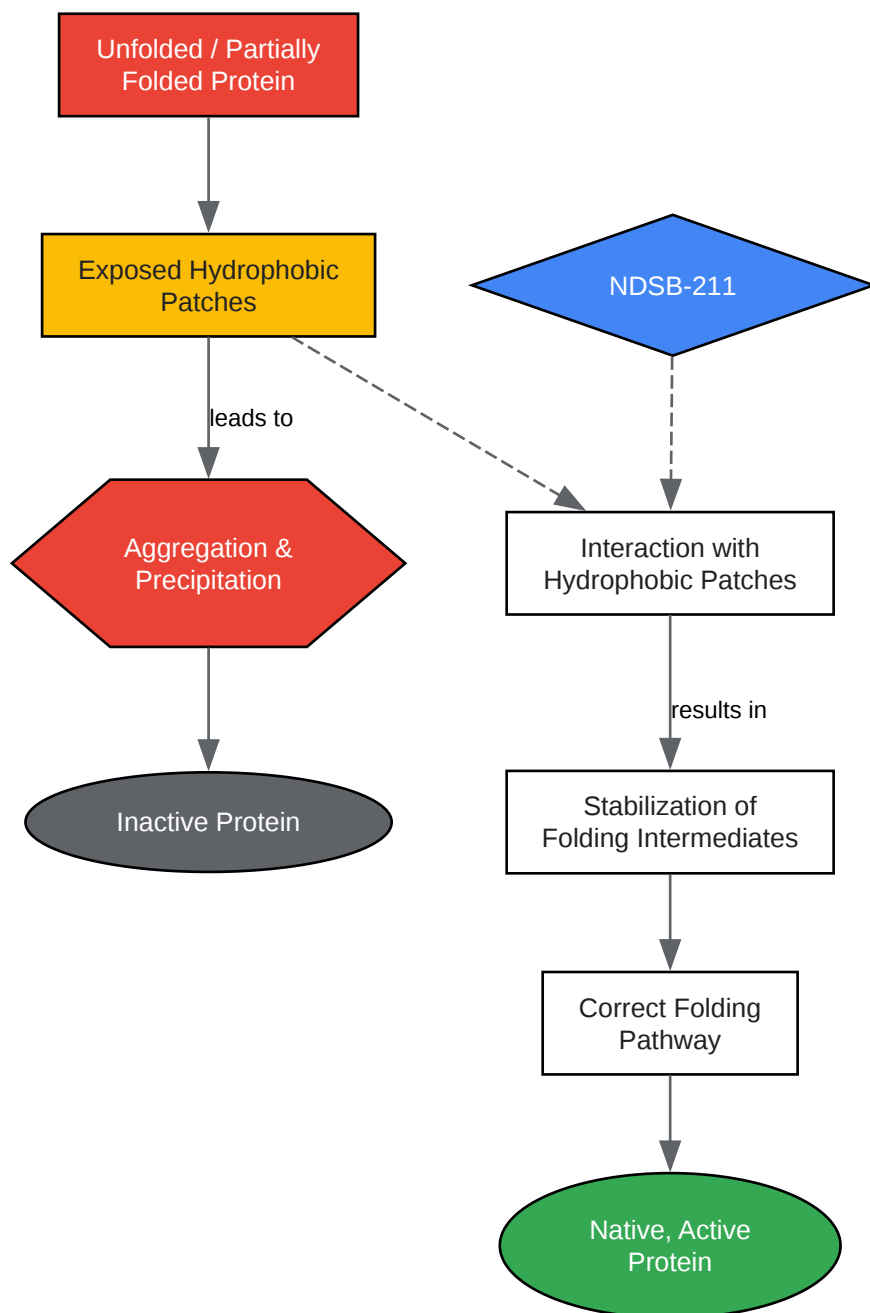 Unfolded / Partially
Folded Protein
Exposed Hydrophobic
Patches
NDSB-211
leads to
Aggregation &
Precipitation
Interaction with
Hydrophobic Patches
results in
Inactive Protein
Stabilization of
Folding Intermediates
Correct Folding
Pathway
Native, Active
Protein